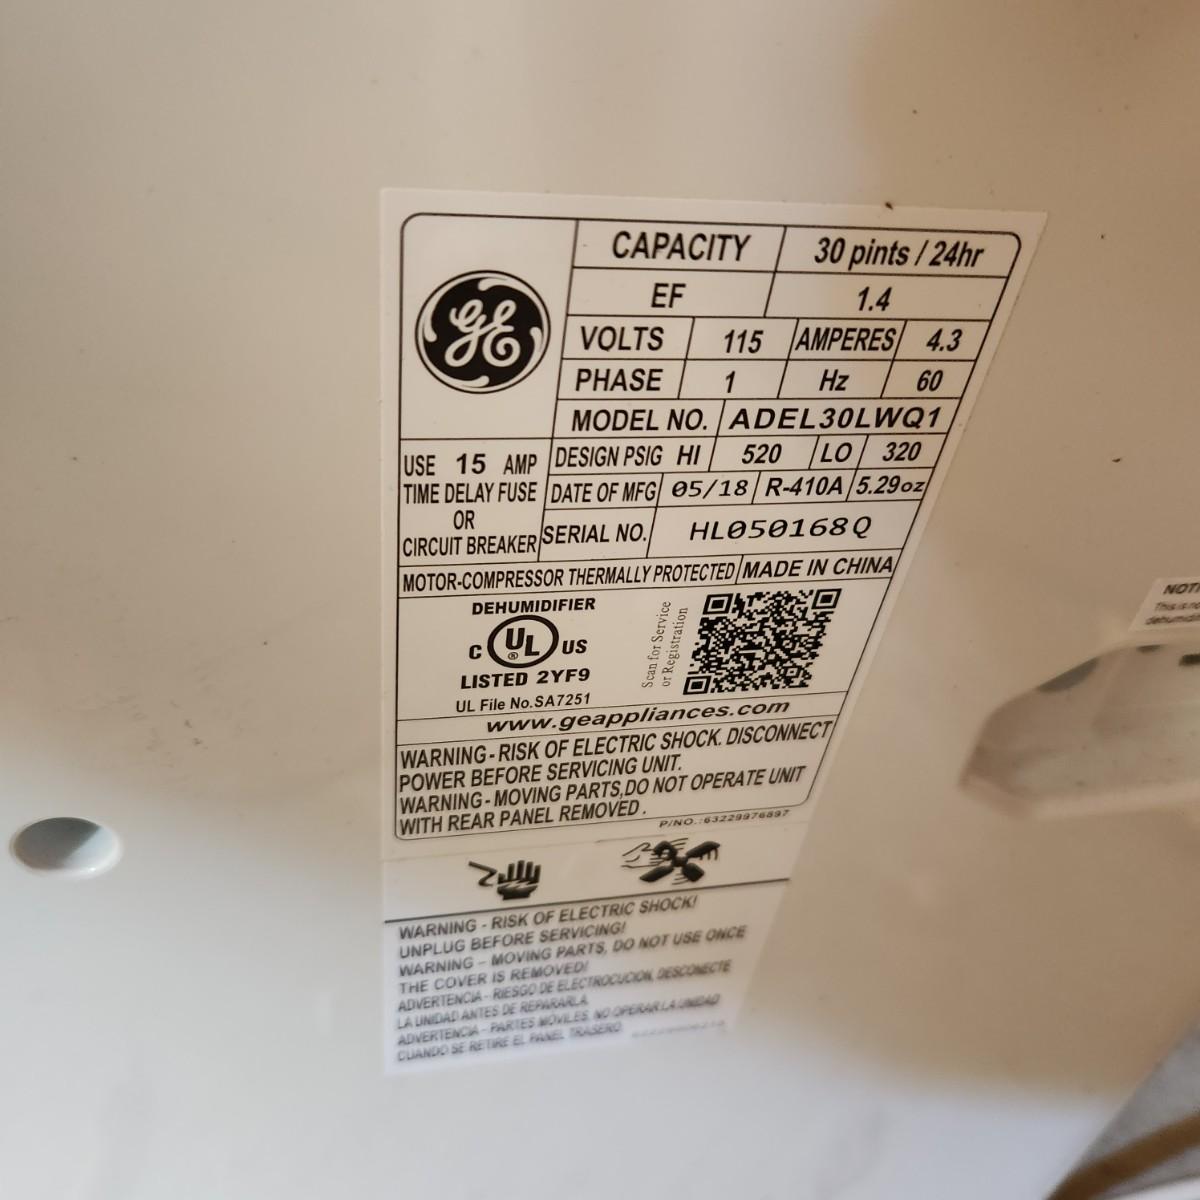 GE
CAPACITY 30 pints / 24hr
EF 1.4
VOLTS 115 AMPERES 4.3
PHASE 1 Hz 60
MODEL NO. ADEL30LWQ1
USE 15 AMP
TIME DELAY FUSE
OR
CIRCUIT BREAKER
DESIGN PSIG HI 520 LO 320
DATE OF MFG 05/18 R-410A 5.29oz
SERIAL NO. HL050168Q
MOTOR-COMPRESSOR THERMALLY PROTECTED MADE IN CHINA
DEHUMIDIFIER
C UL US
®
LISTED 2YF9
UL File No.SA7251
Scan for Service
or Registration
www.geappliances.com
WARNING-RISK OF ELECTRIC SHOCK. DISCONNECT
POWER BEFORE SERVICING UNIT.
WARNING-MOVING PARTS,DO NOT OPERATE UNIT
WITH REAR PANEL REMOVED.
P/NO.:63229976897
WARNING - RISK OF ELECTRIC SHOCK!
UNPLUG BEFORE SERVICING!
WARNING – MOVING PARTS, DO NOT USE ONCE
THE COVER IS REMOVED!
ADVERTENCIA - RIESGO DE ELECTROCUCION, DESCONECTE
LA UNIDAD ANTES DE REPARARLA.
ADVERTENCIA - PARTES MOVILES, NO OPERAR LA UNIDAD
CUANDO SE RETIRE EL PANEL TRASERO
This is